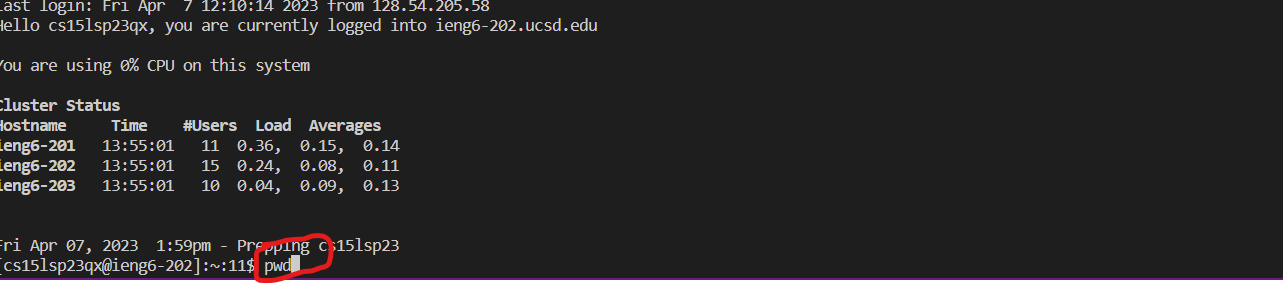 Last login: Fri Apr  7 12:10:14 2023 from 128.54.205.58
Hello cs15lsp23qx, you are currently logged into ieng6-202.ucsd.edu
You are using 0% CPU on this system
Cluster Status
Hostname     Time    #Users  Load  Averages
ieng6-201   13:55:01   11  0.36,  0.15,  0.14
ieng6-202   13:55:01   15  0.24,  0.08,  0.11
ieng6-203   13:55:01   10  0.04,  0.09,  0.13
Fri Apr 07, 2023  1:59pm - Prepping cs15lsp23
[cs15lsp23qx@ieng6-202]:~:11$ pwd